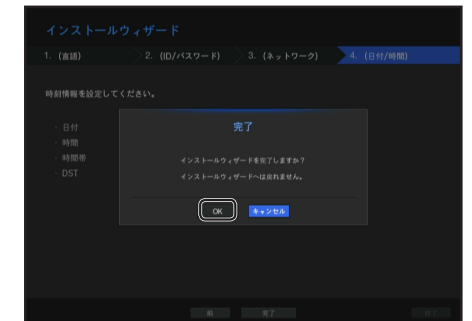 インストールウィザード
1. (言語)
2. (ID/パスワード)
3. (ネットワーク)
4. (日付/時間)
時刻情報を設定してください。
· 日付
· 時間
· 時間帯
· DST
完了
インストールウィザードを完了しますか?
インストールウィザードへは戻れません。
OK
キャンセル
前
完了
終了